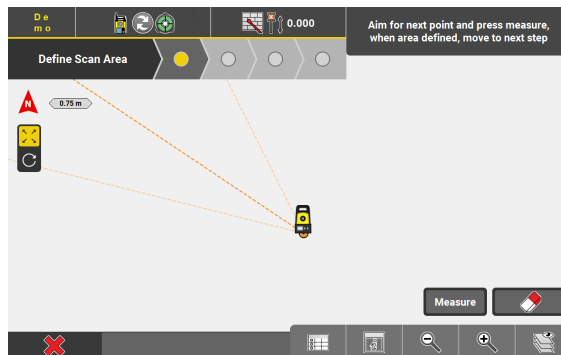 De
mo
0.000
Aim for next point and press measure,
when area defined, move to next step
Define Scan Area
N
0.75 m
Measure